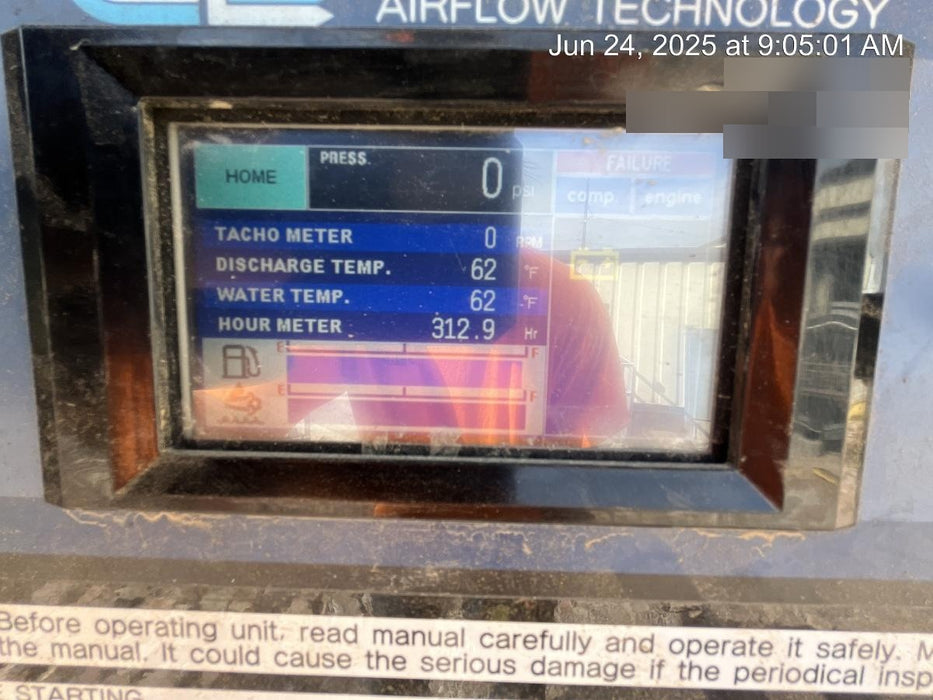 AIRFLOW TECHNOLOGY
Jun 24, 2025 at 9:05:01 AM
HOME
PRESS.
0 psi
FAILURE
comp. engine
TACHO METER 0 RPM
DISCHARGE TEMP. 62 °F
WATER TEMP. 62 °F
HOUR METER 312.9 Hr
E F
E F
Before operating unit, read manual carefully and operate it safely.
the manual. It could cause the serious damage if the periodical insp
STARTING